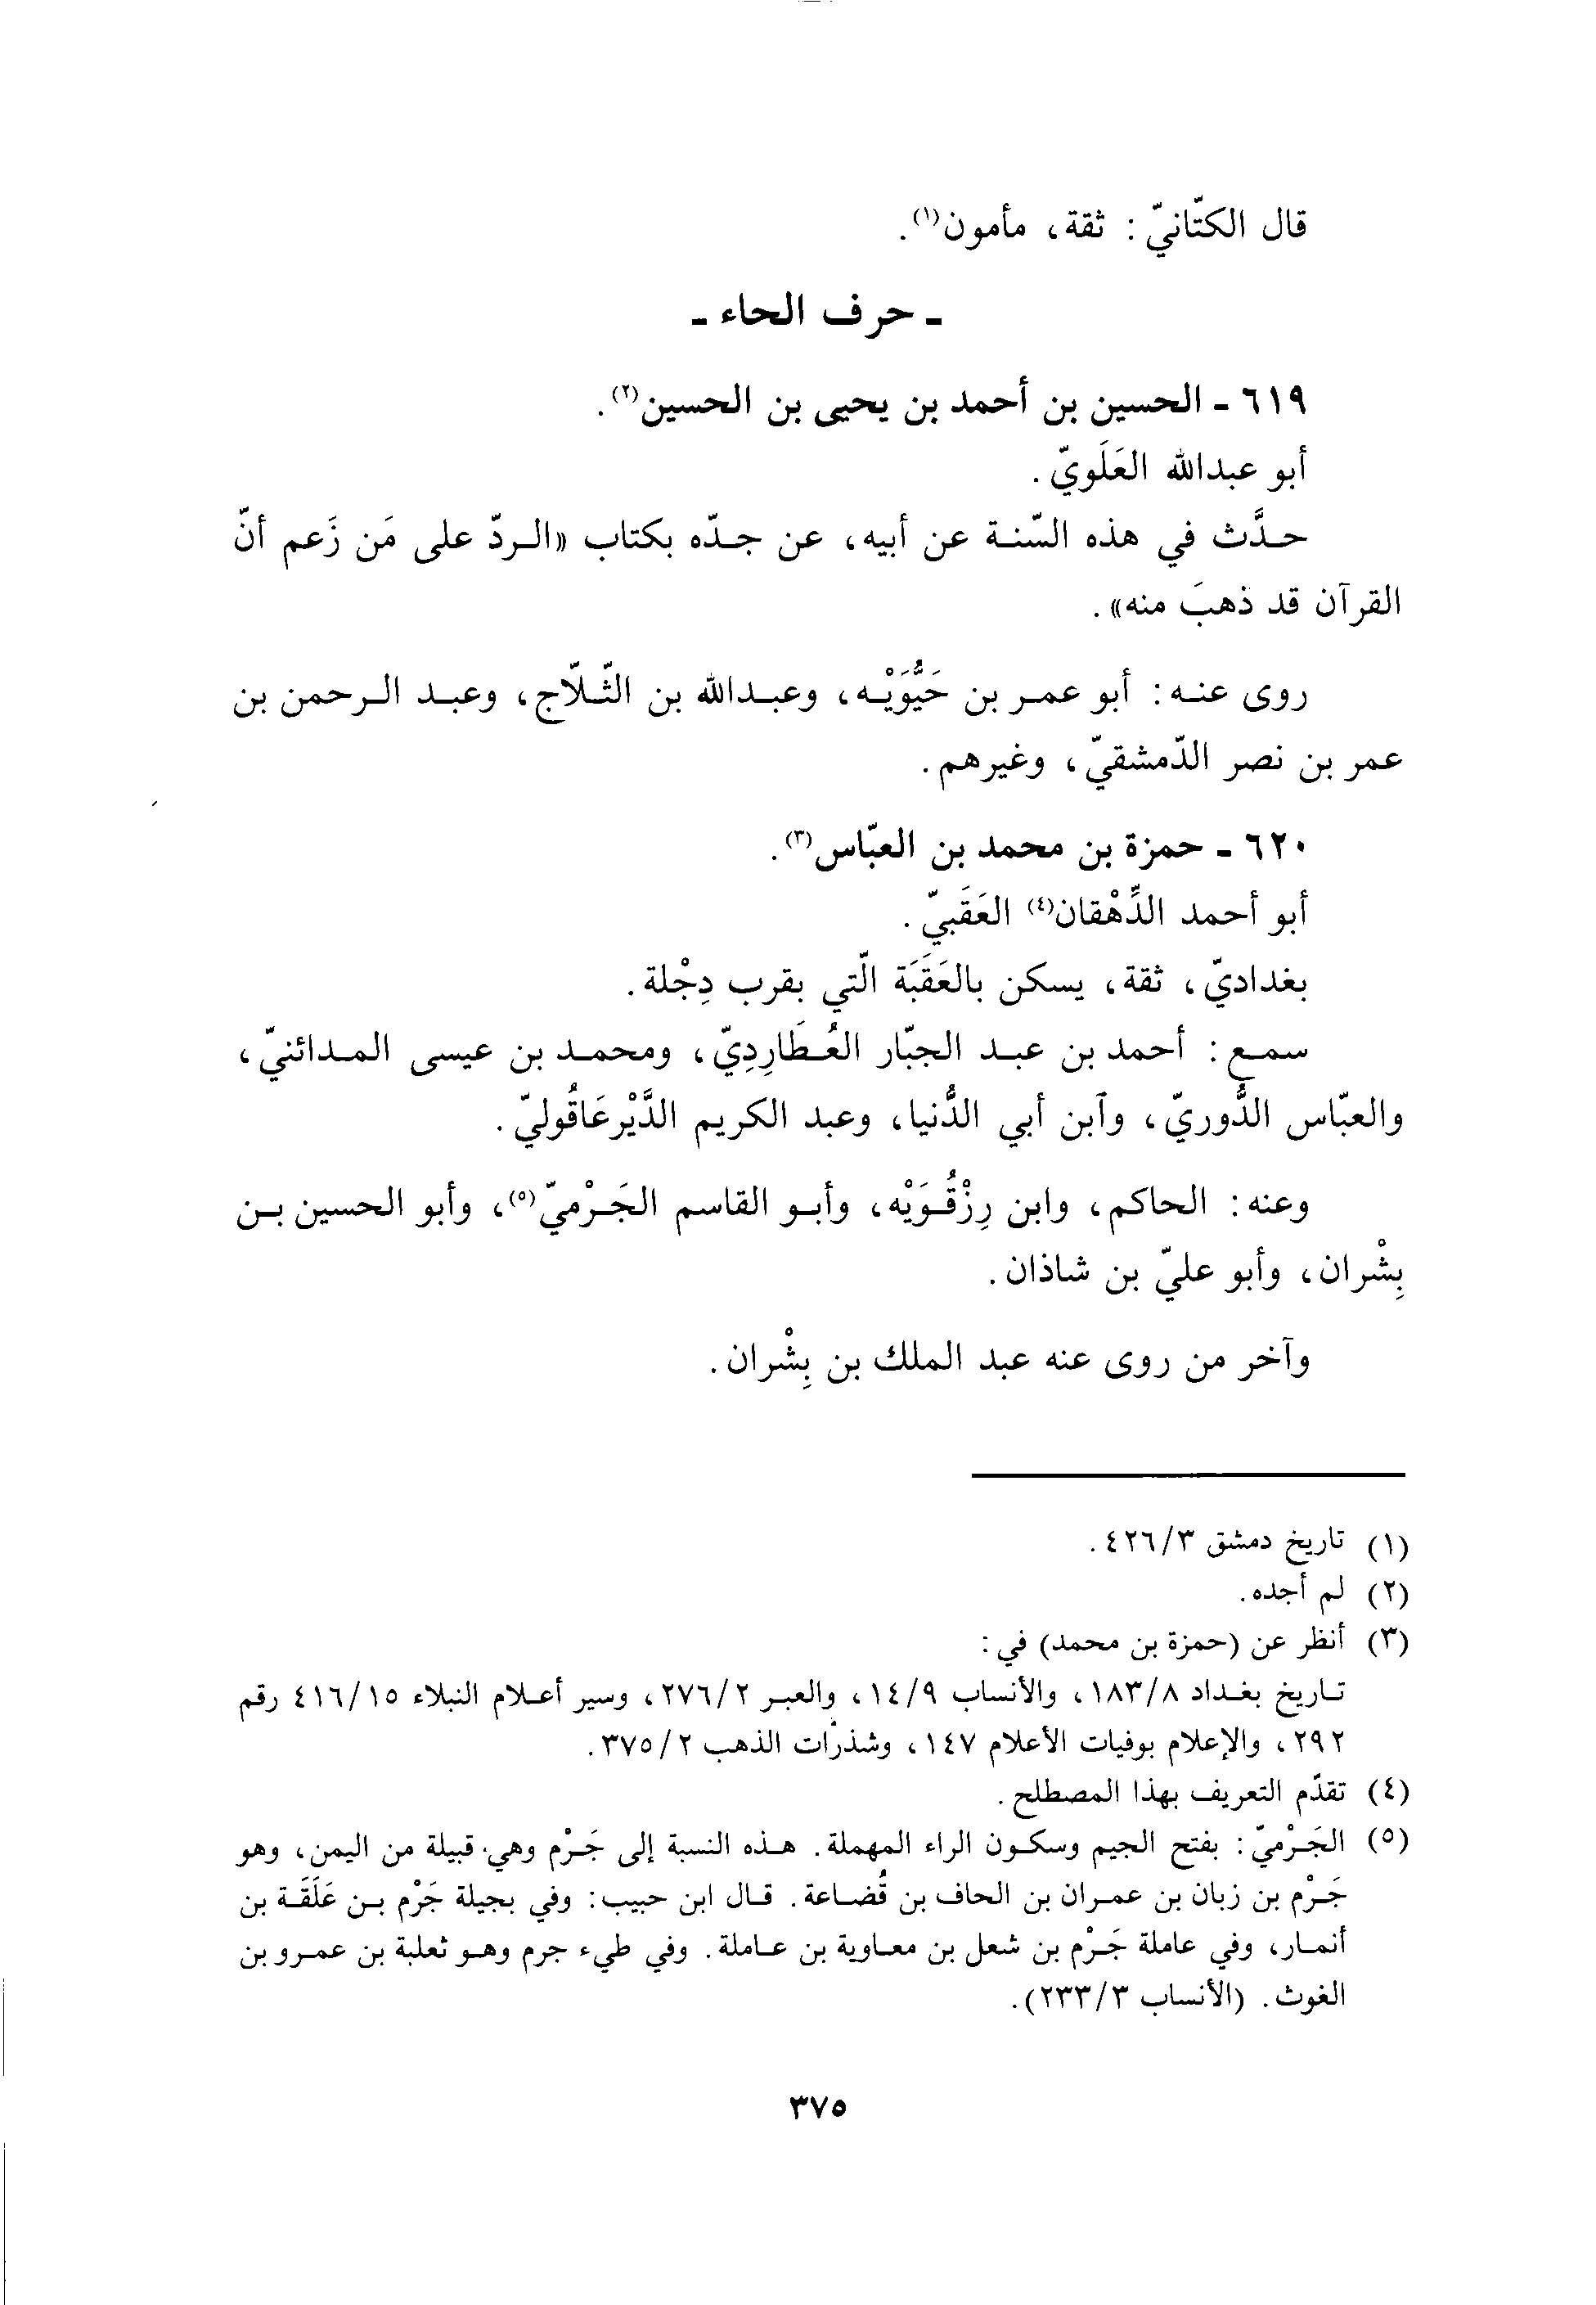 قال الكتّانيّ: ثقة، مأمون(١).
ـ حرف الحاء ـ
٦١٩ ـ الحسين بن أحمد بن يحيى بن الحسين(٢).
أبو عبدالله العَلَويّ.
حدَّث في هذه السّنة عن أبيه، عن جدّه بكتاب «الردّ على مَن زَعم أنّ
القرآن قد ذهبَ منه».
روى عنه: أبو عمر بن حَيُّوَيْه، وعبدالله بن الثّلّاج، وعبد الرحمن بن
عمر بن نصر الدّمشقيّ، وغيرهم.
٦٢٠ ـ حمزة بن محمد بن العبّاس(٣).
أبو أحمد الدِّهْقان(٤) العَقَبيّ.
بغداديّ، ثقة، يسكن بالعَقَبَة الّتي بقرب دِجْلة.
سمع: أحمد بن عبد الجبّار العُطَارِدِيّ، ومحمد بن عيسى المدائنيّ،
والعبّاس الدُّوريّ، وآبن أبي الدُّنيا، وعبد الكريم الدَّيْرعَاقُوليّ.
وعنه: الحاكم، وابن رِزْقُوَيْه، وأبو القاسم الجَرْميّ(٥)، وأبو الحسين بن
بِشْران، وأبو عليّ بن شاذان.
وآخر من روى عنه عبد الملك بن بِشْران.
(١) تاريخ دمشق ٤٢٦/٣.
(٢) لم أجده.
(٣) أنظر عن (حمزة بن محمد) في:
تاريخ بغداد ١٨٣/٨، والأنساب ١٤/٩، والعبر ٢٧٦/٢، وسير أعلام النبلاء ٤١٦/١٥ رقم
٢٩٢، والإعلام بوفيات الأعلام ١٤٧، وشذرات الذهب ٣٧٥/٢.
(٤) تقدّم التعريف بهذا المصطلح.
(٥) الجَرْميّ: بفتح الجيم وسكون الراء المهملة. هذه النسبة إلى جَرْم وهي قبيلة من اليمن، وهو
جَرْم بن زبان بن عمران بن الحاف بن قُضاعة. قال ابن حبيب: وفي بجيلة جَرْم بن عَلَقَة بن
أنمار، وفي عاملة جَرْم بن شعل بن معاوية بن عاملة. وفي طيء جرم وهو ثعلبة بن عمرو بن
الغوث. (الأنساب ٢٣٣/٣).
٣٧٥